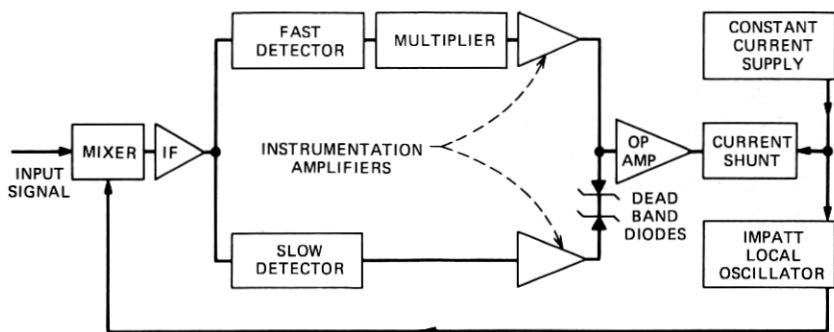 FAST
DETECTOR
MULTIPLIER
CONSTANT
CURRENT
SUPPLY
MIXER
IF
INPUT
SIGNAL
INSTRUMENTATION
AMPLIFIERS
OP
AMP
CURRENT
SHUNT
DEAD
BAND
DIODES
SLOW
DETECTOR
IMPATT
LOCAL
OSCILLATOR